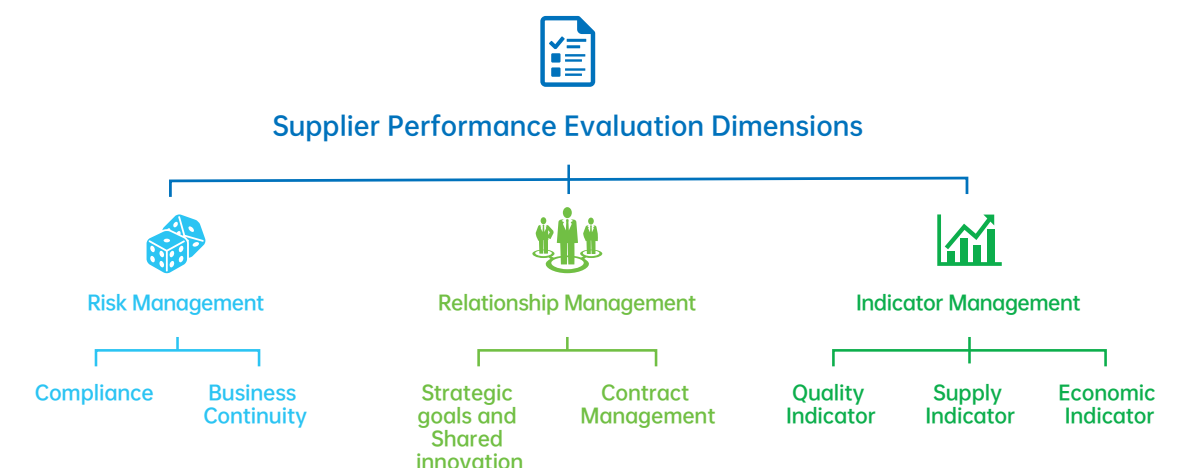 Supplier Performance Evaluation Dimensions
Risk Management
Relationship Management
Indicator Management
Compliance
Business
Continuity
Strategic
goals and
Shared
innovation
Contract
Management
Quality
Indicator
Supply
Indicator
Economic
Indicator